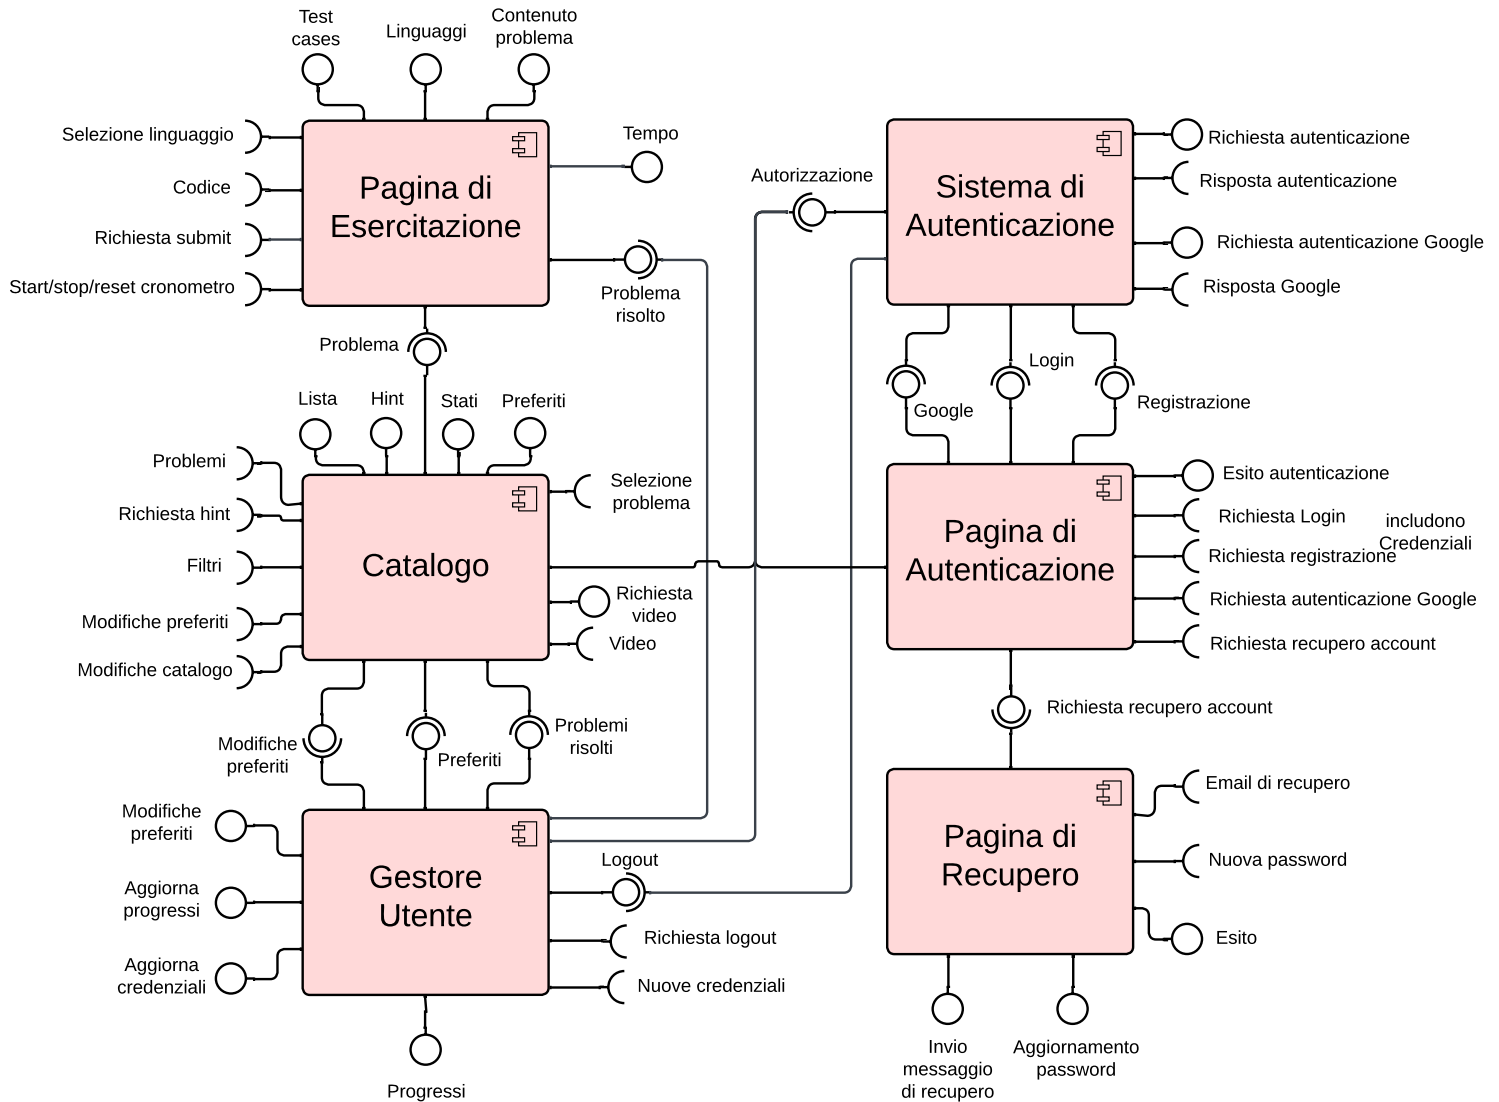 Test
cases
Linguaggi
Contenuto
problema
Selezione linguaggio
Codice
Richiesta submit
Start/stop/reset cronometro
Pagina di
Esercitazione
Tempo
Problema
risolto
Problema
Autorizzazione
Sistema di
Autenticazione
Richiesta autenticazione
Risposta autenticazione
Richiesta autenticazione Google
Risposta Google
Google
Login
Registrazione
Lista
Hint
Stati
Preferiti
Problemi
Richiesta hint
Filtri
Modifiche preferiti
Modifiche catalogo
Catalogo
Selezione
problema
Richiesta
video
Video
Pagina di
Autenticazione
Esito autenticazione
Richiesta Login
includono
Credenziali
Richiesta registrazione
Richiesta autenticazione Google
Richiesta recupero account
Modifiche
preferiti
Preferiti
Problemi
risolti
Richiesta recupero account
Modifiche
preferiti
Aggiorna
progressi
Aggiorna
credenziali
Gestore
Utente
Logout
Richiesta logout
Nuove credenziali
Progressi
Pagina di
Recupero
Email di recupero
Nuova password
Esito
Invio
messaggio
di recupero
Aggiornamento
password